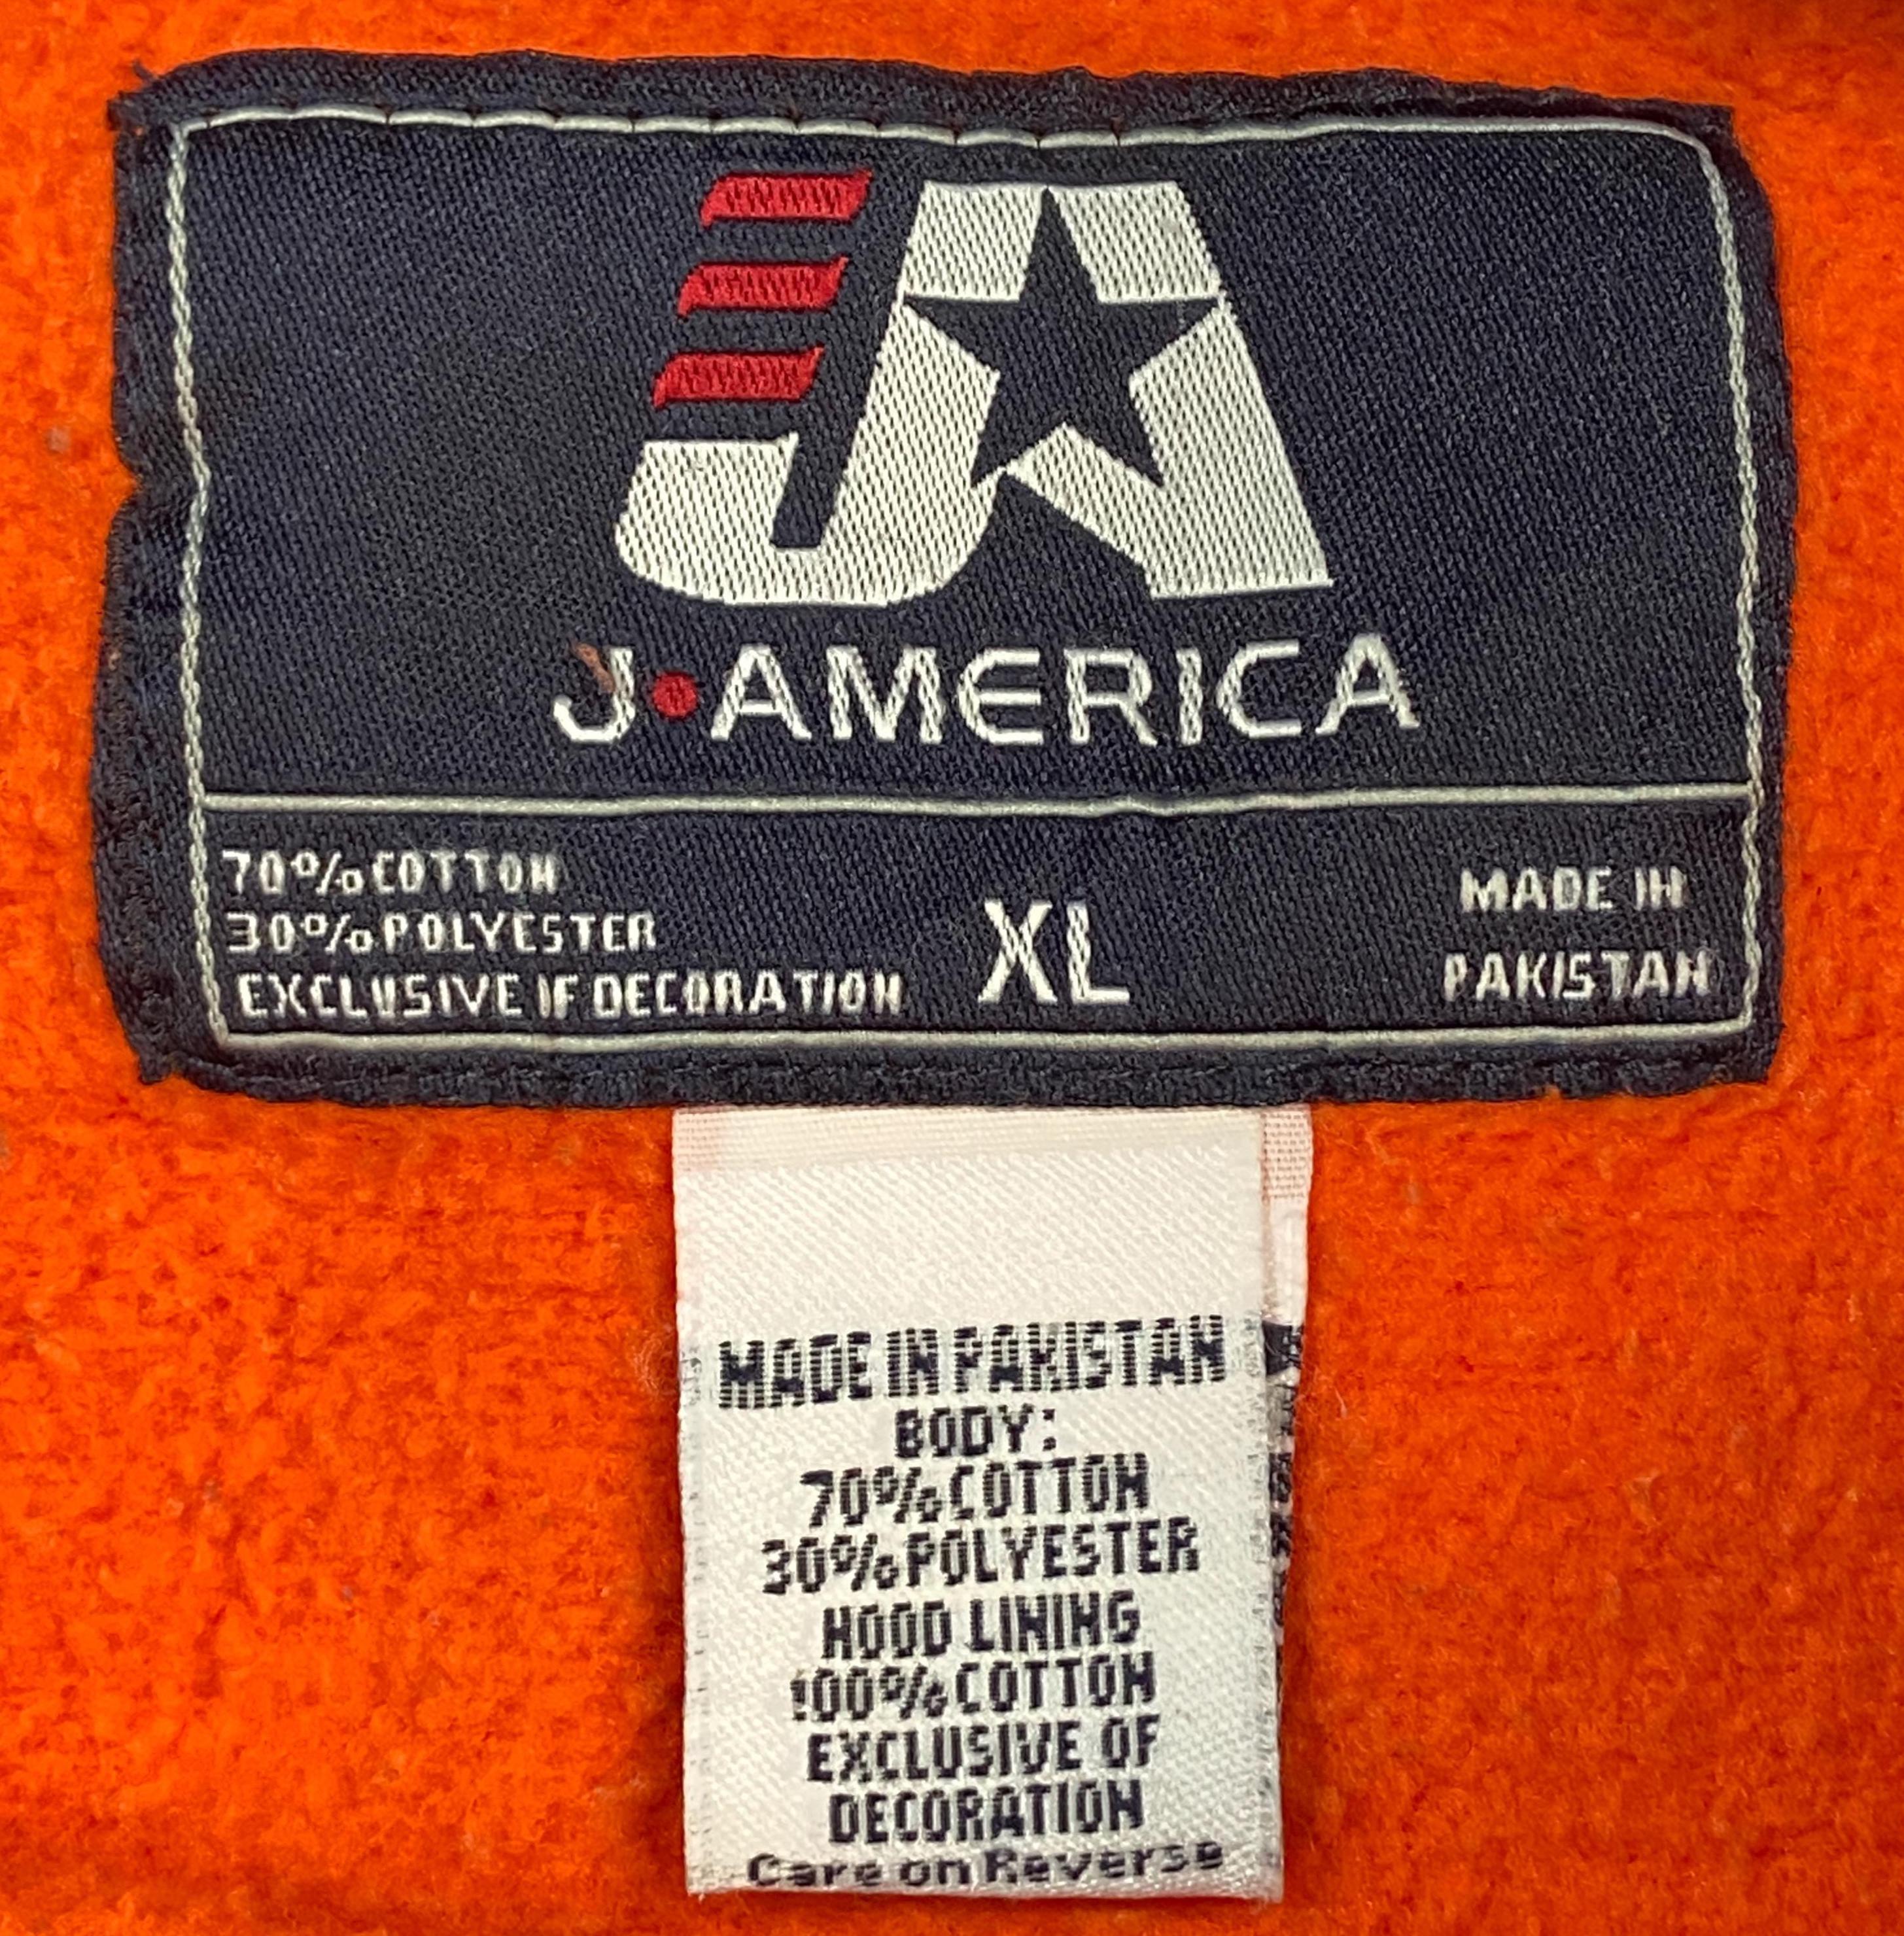 JA
J·AMERICA
70% COTTON
30% POLYESTER
EXCLUSIVE IF DECORATION
XL
MADE IN
PAKISTAN
MADE IN PAKISTAN
BODY:
70% COTTON
30% POLYESTER
HOOD LINING
100% COTTON
EXCLUSIVE OF
DECORATION
Care on Reverse